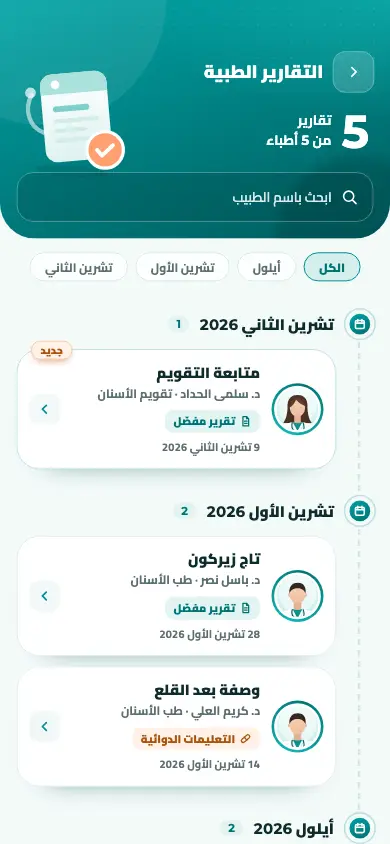 التقارير الطبية
5
تقارير
من 5 أطباء
ابحث باسم الطبيب
الكل
أيلول
تشرين الأول
تشرين الثاني
تشرين الثاني 2026
1
جديد
متابعة التقويم
د. سلمى الحداد · تقويم الأسنان
تقرير مفصّل
9 تشرين الثاني 2026
تشرين الأول 2026
2
تاج زيركون
د. باسل نصر · طب الأسنان
تقرير مفصّل
28 تشرين الأول 2026
وصفة بعد القلع
د. كريم العلي · طب الأسنان
التعليمات الدوائية
14 تشرين الأول 2026
أيلول 2026
2